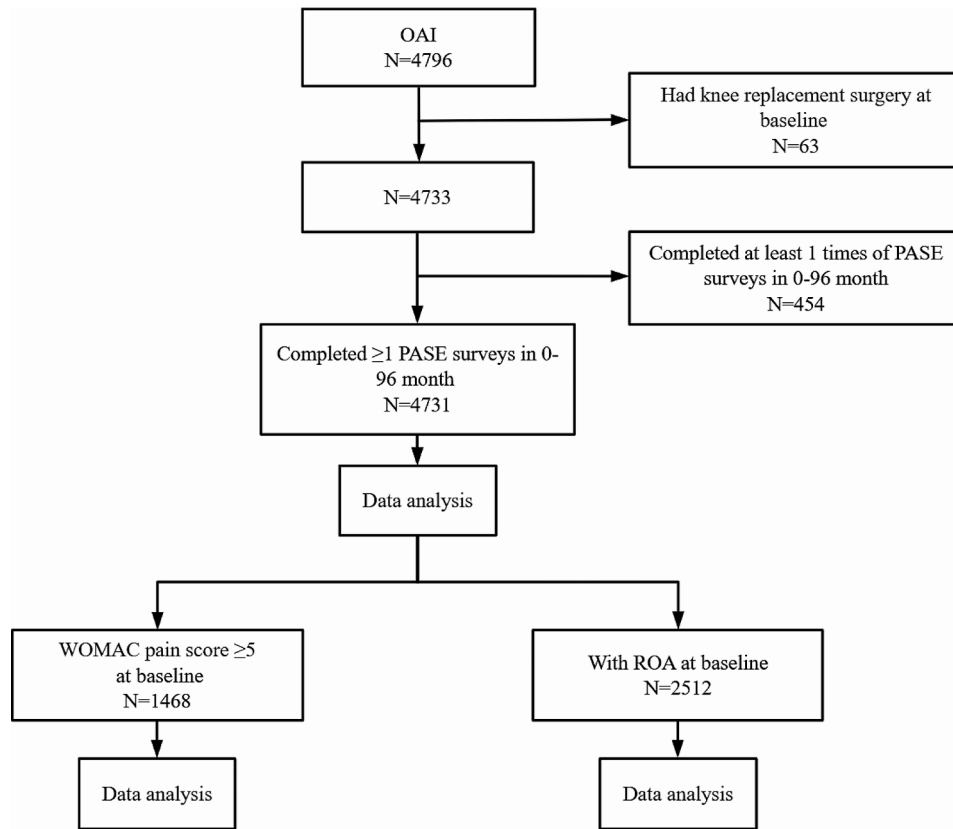 OAI
N=4796
Had knee replacement surgery at
baseline
N=63
N=4733
Completed at least 1 times of PASE
surveys in 0-96 month
N=454
Completed ≥1 PASE surveys in 0-
96 month
N=4731
Data analysis
WOMAC pain score ≥5
at baseline
N=1468
With ROA at baseline
N=2512
Data analysis
Data analysis